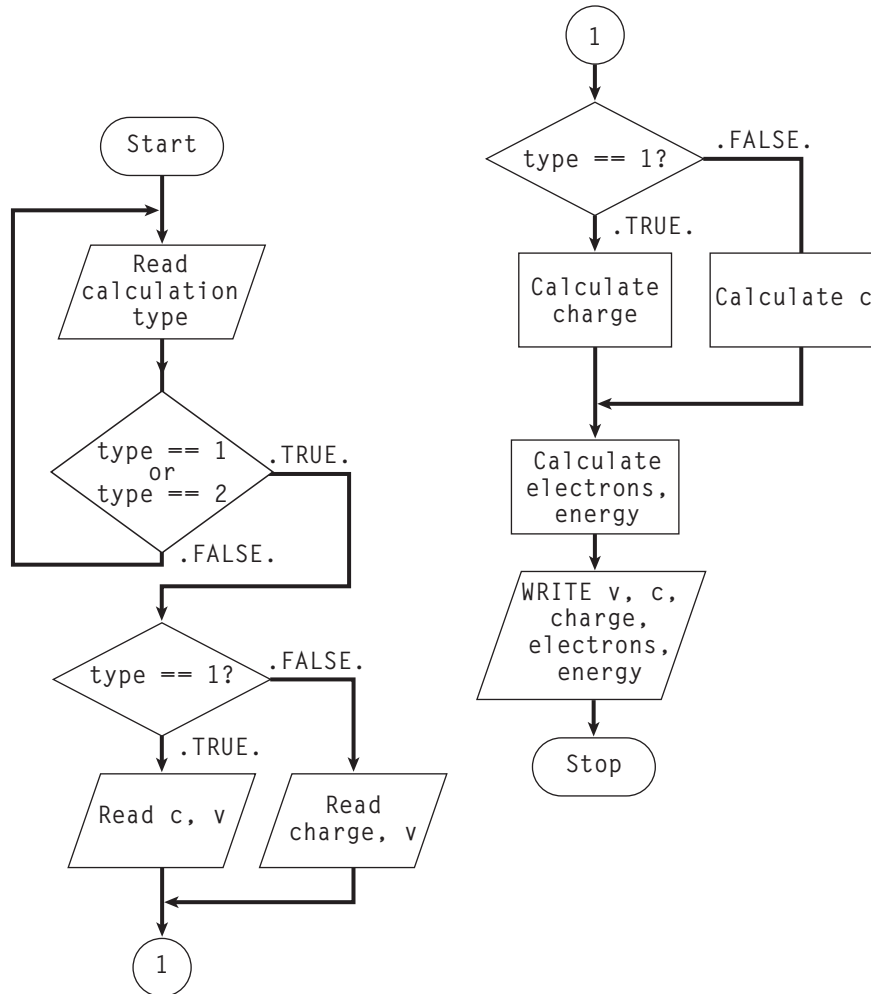 Start
Read
calculation
type
type == 1
or
type == 2
.TRUE.
.FALSE.
type == 1?
.FALSE.
.TRUE.
Read c, v
Read
charge, v
1
1
type == 1?
.FALSE.
.TRUE.
Calculate
charge
Calculate c
Calculate
electrons,
energy
WRITE v, c,
charge,
electrons,
energy
Stop